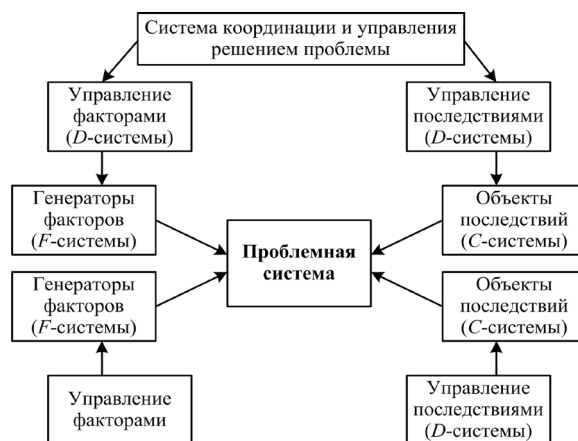 Система координации и управления
решением проблемы
Управление
факторами
(D-системы)
Управление
последствиями
(D-системы)
Генераторы
факторов
(F-системы)
Проблемная
система
Объекты
последствий
(C-системы)
Генераторы
факторов
(F-системы)
Объекты
последствий
(C-системы)
Управление
факторами
Управление
последствиями
(D-системы)